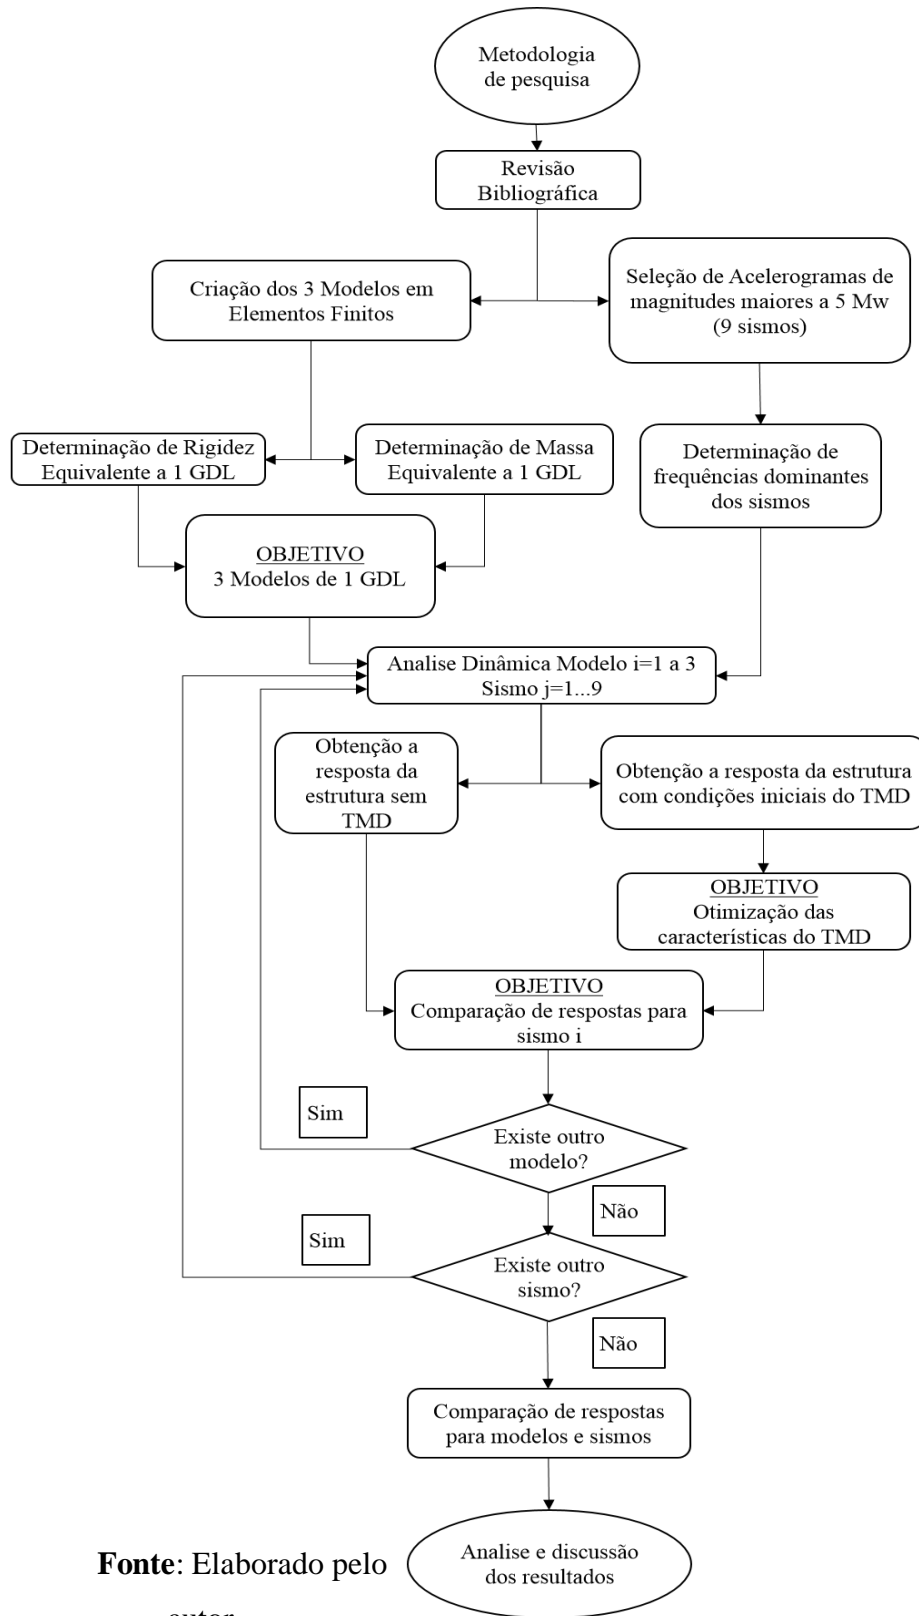 Metodologia
de pesquisa
Revisão
Bibliográfica
Criação dos 3 Modelos em
Elementos Finitos
Seleção de Acelerogramas de
magnitudes maiores a 5 Mw
(9 sismos)
Determinação de Rigidez
Equivalente a 1 GDL
Determinação de Massa
Equivalente a 1 GDL
Determinação de
frequências dominantes
dos sismos
OBJETIVO
3 Modelos de 1 GDL
Analise Dinâmica Modelo i=1 a 3
Sismo j=1...9
Obtenção a
resposta da
estrutura sem
TMD
Obtenção a resposta da estrutura
com condições iniciais do TMD
OBJETIVO
Otimização das
características do TMD
OBJETIVO
Comparação de respostas para
sismo i
Sim
Existe outro
modelo?
Não
Sim
Existe outro
sismo?
Não
Comparação de respostas
para modelos e sismos
Analise e discussão
dos resultados
Fonte: Elaborado pelo
autor